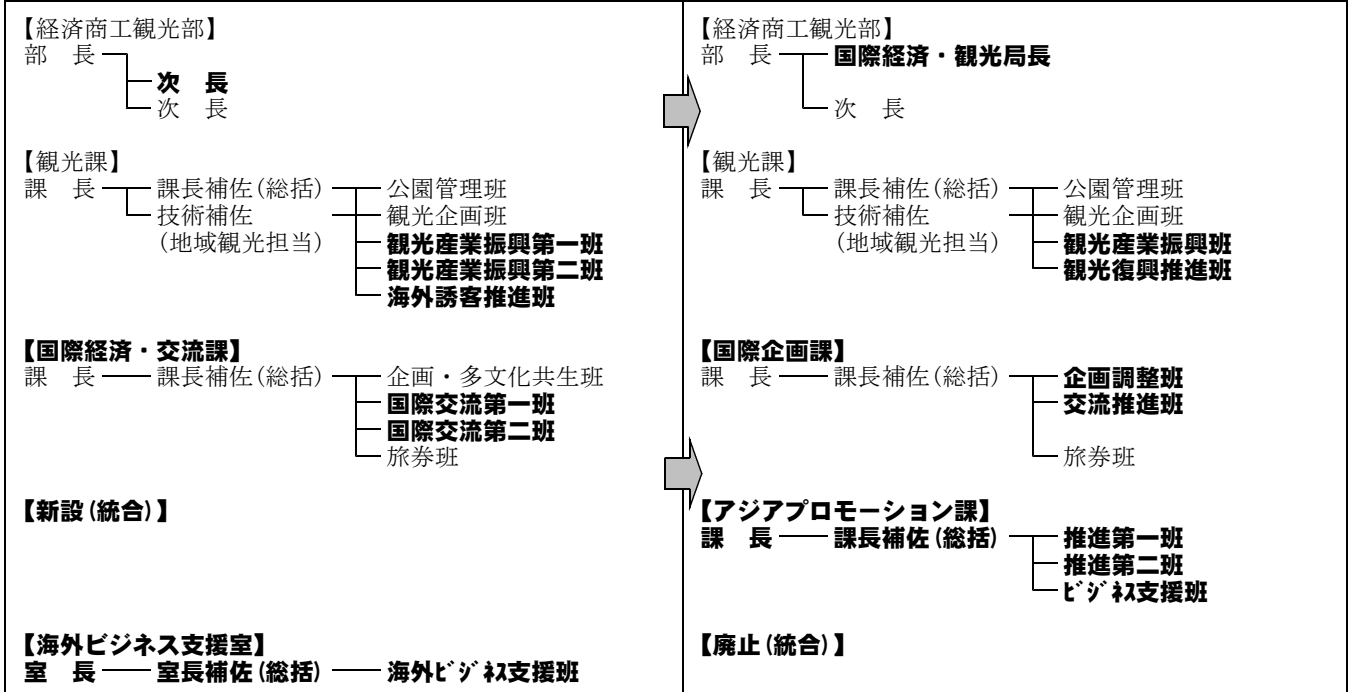 【経済商工観光部】
部　長
次　長
次　長
【観光課】
課　長　課長補佐(総括)　公園管理班
技術補佐　観光企画班
(地域観光担当)　観光産業振興第一班
観光産業振興第二班
海外誘客推進班
【国際経済・交流課】
課　長　課長補佐(総括)　企画・多文化共生班
国際交流第一班
国際交流第二班
旅券班
【新設(統合)】
【海外ビジネス支援室】
室　長　室長補佐(総括)　海外ﾋﾞｼﾞﾈｽ支援班
【経済商工観光部】
部　長　国際経済・観光局長
次　長
【観光課】
課　長　課長補佐(総括)　公園管理班
技術補佐　観光企画班
(地域観光担当)　観光産業振興班
観光復興推進班
【国際企画課】
課　長　課長補佐(総括)　企画調整班
交流推進班
旅券班
【アジアプロモーション課】
課　長　課長補佐(総括)　推進第一班
推進第二班
ﾋﾞｼﾞﾈｽ支援班
【廃止(統合)】